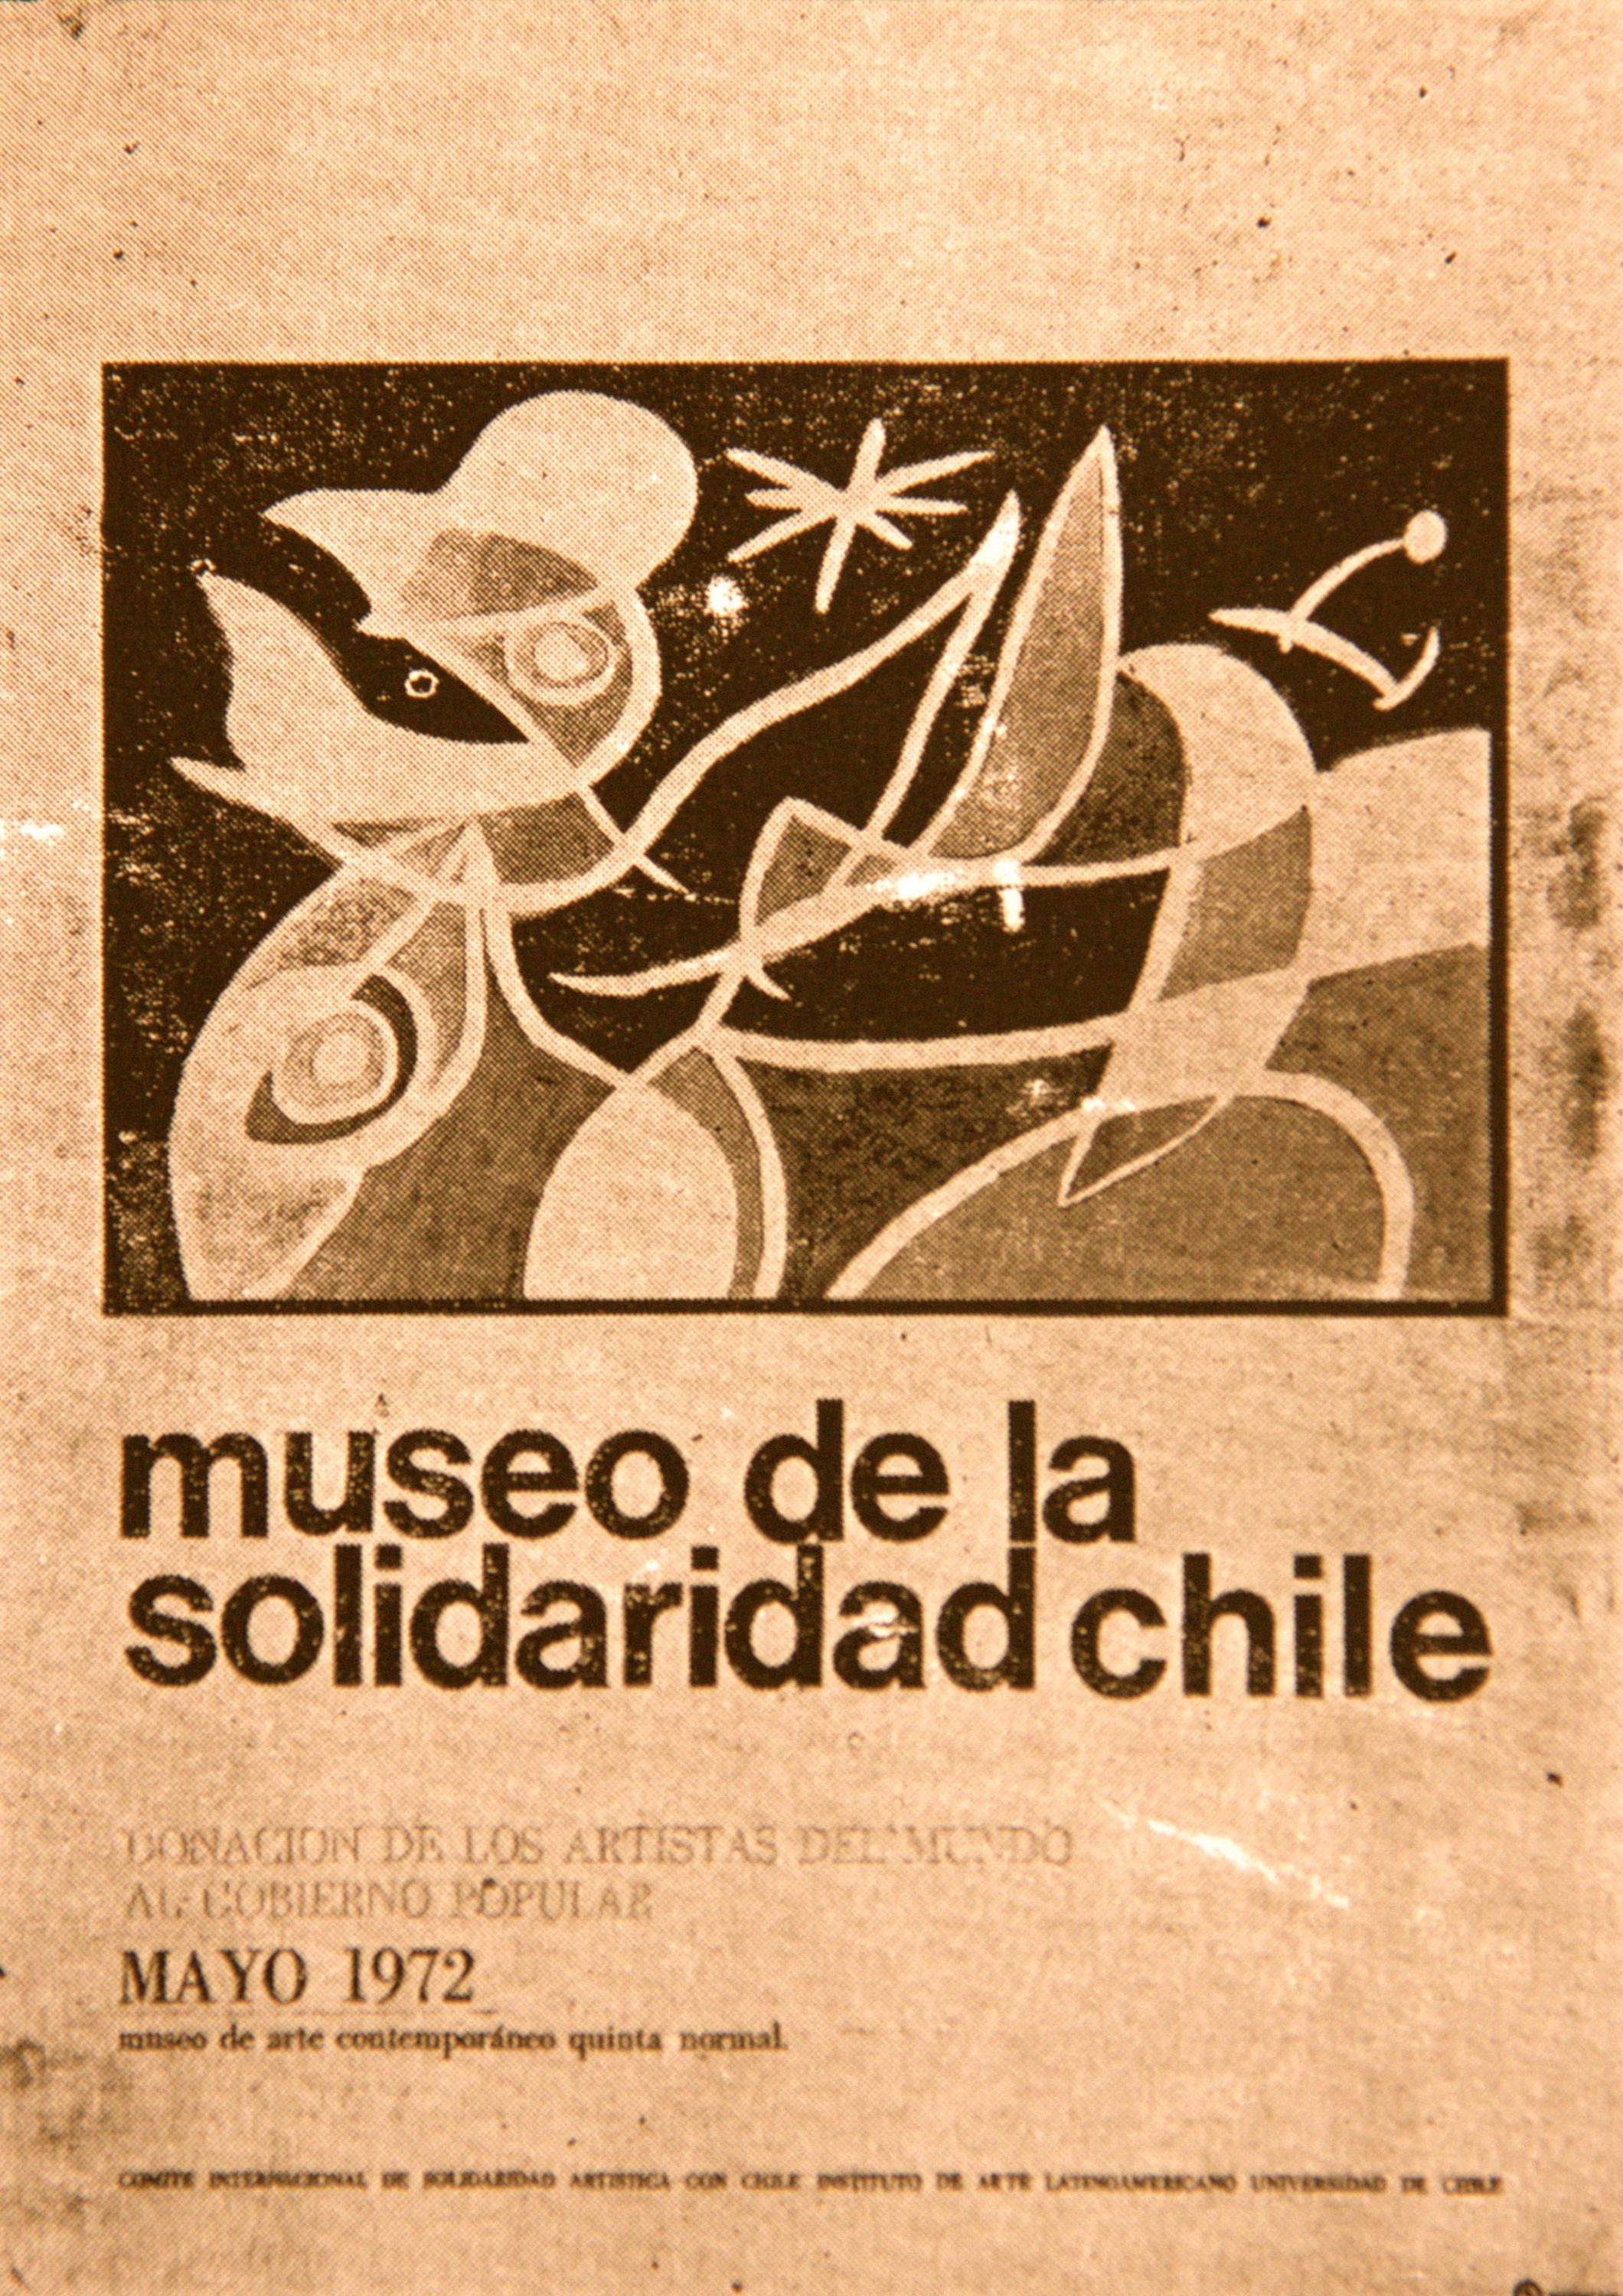 museo de la
solidaridad chile
DONACION DE LOS ARTISTAS DEL MUNDO
AL GOBIERNO POPULAR
MAYO 1972
museo de arte contemporáneo quinta normal.
COMITE INTERNACIONAL DE SOLIDARIDAD ARTISTICA CON CHILE INSTITUTO DE ARTE LATINOAMERICANO UNIVERSIDAD DE CHILE